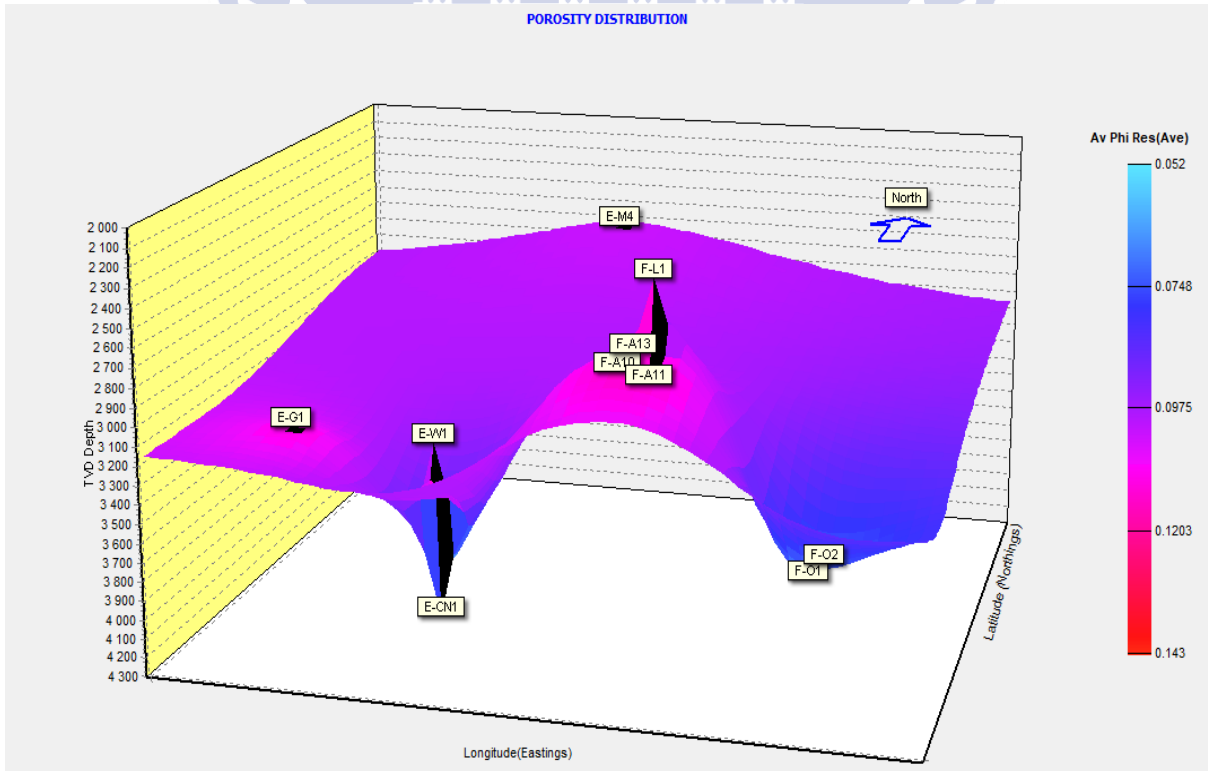 POROSITY DISTRIBUTION
Av Phi Res(Ave)
0.052
0.0748
0.0975
0.1203
0.143
North
E-M4
F-L1
F-A13
F-A10
F-A11
E-G1
E-W1
F-O2
F-O1
E-CN1
2 000
2 100
2 200
2 300
2 400
2 500
2 600
2 700
2 800
2 900
3 000
3 100
3 200
3 300
3 400
3 500
3 600
3 700
3 800
3 900
4 000
4 100
4 200
4 300
TVD Depth
Latitude (Northings)
Longitude(Eastings)